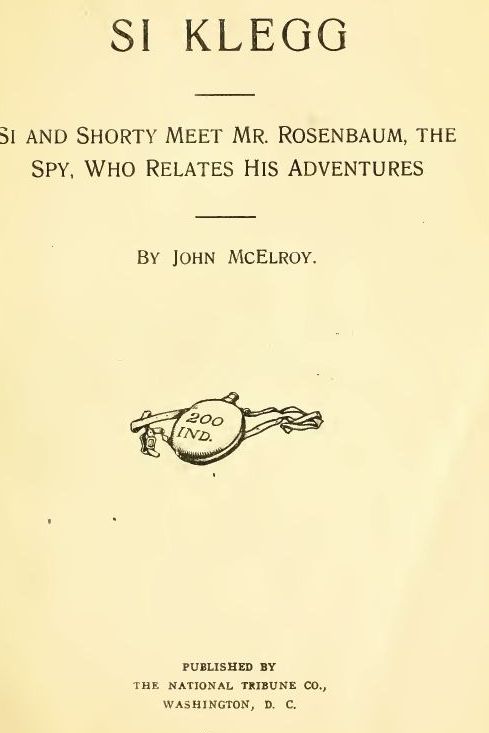 SI KLEGG
SI AND SHORTY MEET MR. ROSENBAUM, THE
SPY, WHO RELATES HIS ADVENTURES
BY JOHN MCELROY.
200
IND.
PUBLISHED BY
THE NATIONAL TRIBUNE CO.,
WASHINGTON, D. C.